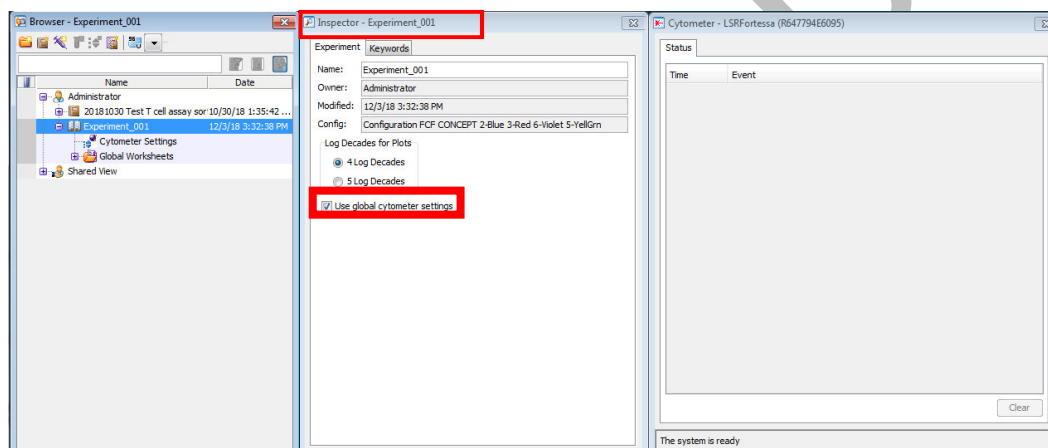 Browser - Experiment_001
Name Date
Administrator
20181030 Test T cell assay sor 10/30/18 1:35:42 ...
Experiment_001 12/3/18 3:32:38 PM
Cytometer Settings
Global Worksheets
Shared View
Inspector - Experiment_001
Experiment Keywords
Name: Experiment_001
Owner: Administrator
Modified: 12/3/18 3:32:38 PM
Config: Configuration FCF CONCEPT 2-Blue 3-Red 6-Violet 5-YellGrn
Log Decades for Plots
4 Log Decades
5 Log Decades
Use global cytometer settings
Cytometer - LSRFortessa (R647794E6095)
Status
Time Event
Clear
The system is ready